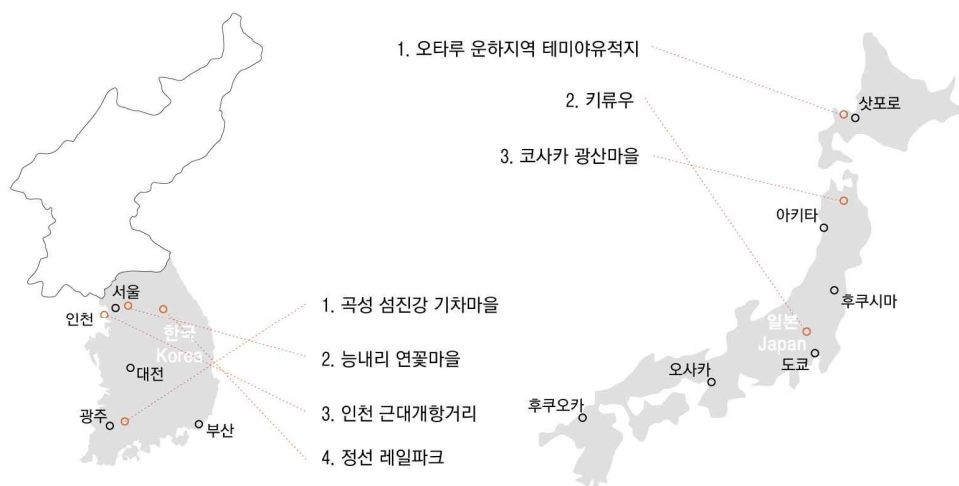 1. 오타루 운하지역 테미야유적지
2. 키류우
3. 코사카 광산마을
삿포로
아키타
후쿠시마
일본
Japan
도쿄
오사카
후쿠오카
서울
인천
한국
Korea
대전
광주
부산
1. 곡성 섬진강 기차마을
2. 능내리 연꽃마을
3. 인천 근대개항거리
4. 정선 레일파크